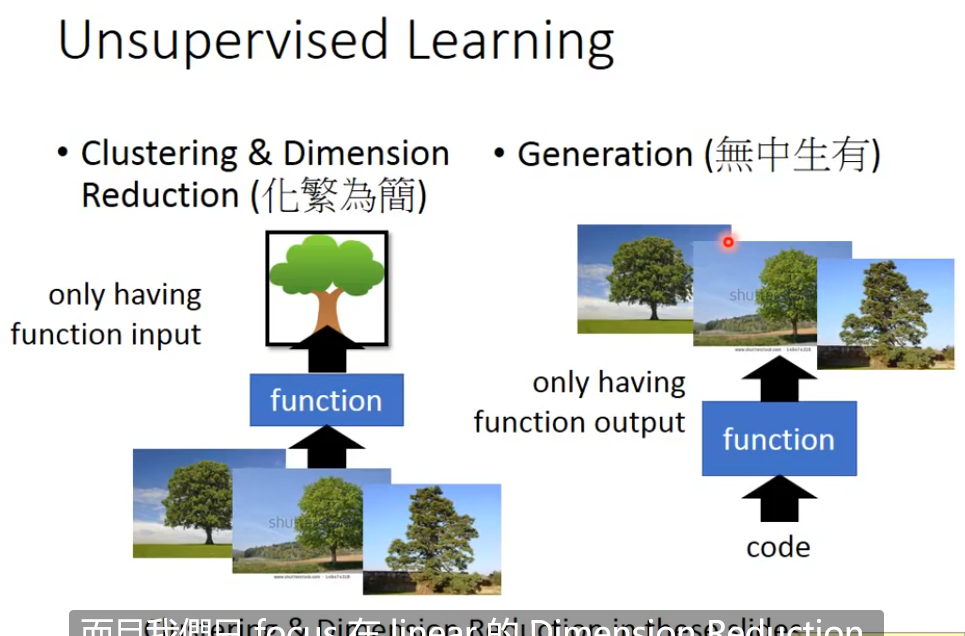 Unsupervised Learning
• Clustering & Dimension
Reduction (化繁為簡)
only having
function input
function
• Generation (無中生有)
only having
function output
function
code
而且我們只 focus 在 linear 的 Dimension Reduction